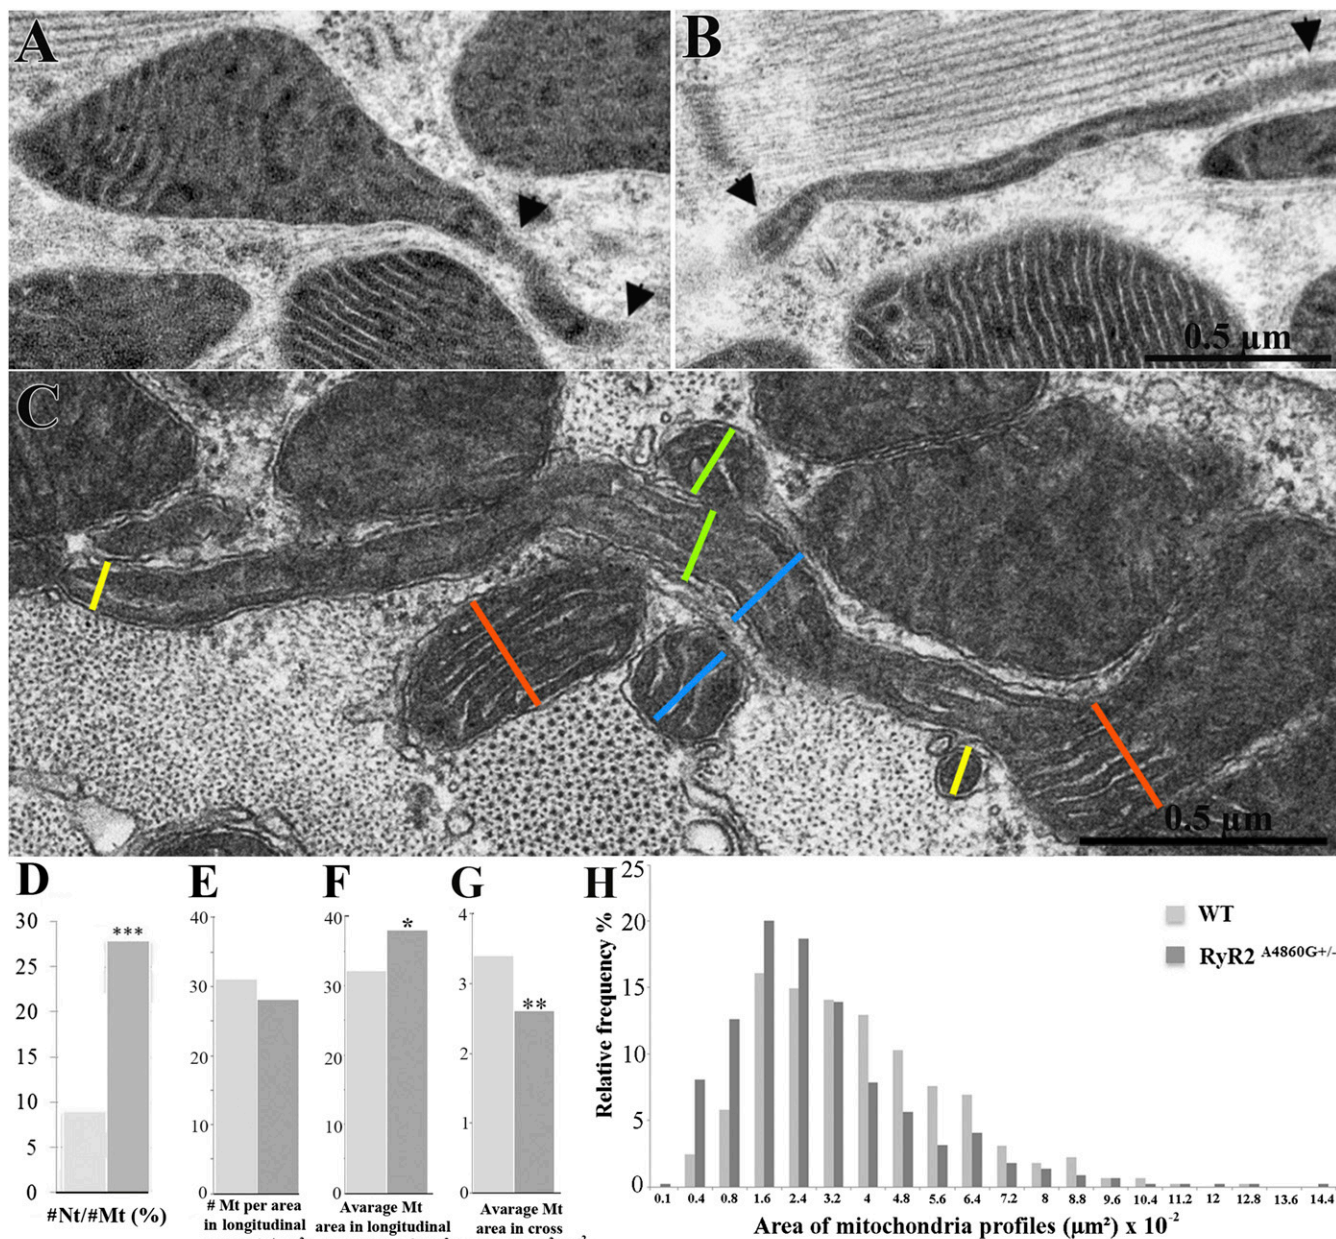 A
B
0.5 µm
C
0.5 µm
D
30
25
20
15
10
5
0
***
#Nt/#Mt (%)
E
40
30
20
10
0
# Mt per area
in longitudinal
F
40
30
20
10
0
*
Avarage Mt
area in longitudinal
G
4
3
2
1
0
**
Avarage Mt
area in cross
H
Relative frequency %
25
20
15
10
5
0
WT
RyR2 A4860G+/-
0.1 0.4 0.8 1.6 2.4 3.2 4 4.8 5.6 6.4 7.2 8 8.8 9.6 10.4 11.2 12 12.8 13.6 14.4
Area of mitochondria profiles (µm²) x 10⁻²